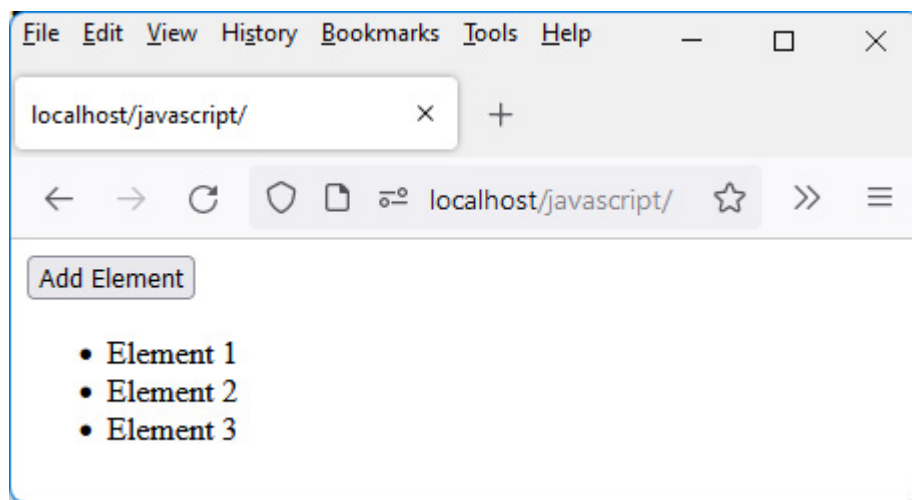 File Edit View History Bookmarks Tools Help
localhost/javascript/
localhost/javascript/
Add Element
• Element 1
• Element 2
• Element 3